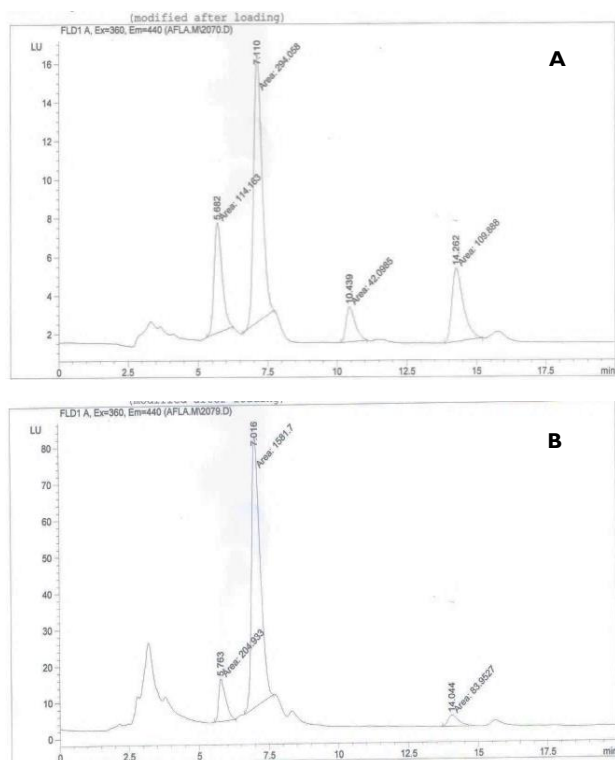 (modified after loading)
FLD1 A, Ex=360, Em=440 (AFLA.M\2070.D)
LU
A
16
14
12
10
8
6
4
2
5.682
Area: 114.163
7.110
Area: 294.058
10.439
Area: 42.0985
14.262
Area: 109.888
0
2.5
5
7.5
10
12.5
15
17.5
min
(modified after loading)
FLD1 A, Ex=360, Em=440 (AFLA.M\2079.D)
LU
B
80
70
60
50
40
30
20
10
0
5.763
Area: 204.933
7.016
Area: 1581.7
14.044
Area: 83.9527
0
2.5
5
7.5
10
12.5
15
17.5
min